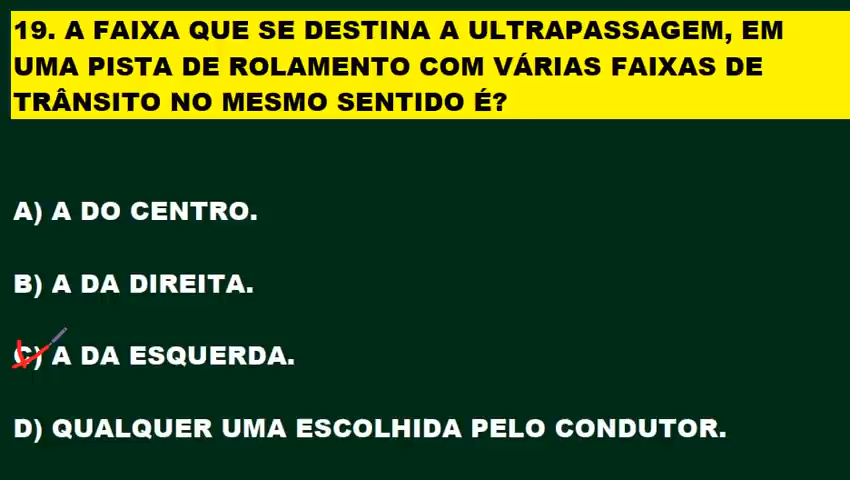 19. A FAIXA QUE SE DESTINA A ULTRAPASSAGEM, EM
UMA PISTA DE ROLAMENTO COM VÁRIAS FAIXAS DE
TRÂNSITO NO MESMO SENTIDO É?
A) A DO CENTRO.
B) A DA DIREITA.
C) A DA ESQUERDA.
D) QUALQUER UMA ESCOLHIDA PELO CONDUTOR.